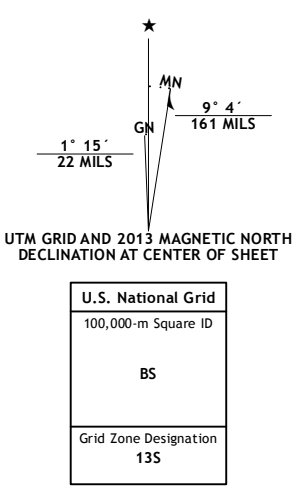 ★
MN
GN
9° 4´
161 MILS
1° 15´
22 MILS
UTM GRID AND 2013 MAGNETIC NORTH
DECLINATION AT CENTER OF SHEET
U.S. National Grid
100,000-m Square ID
BS
Grid Zone Designation
13S